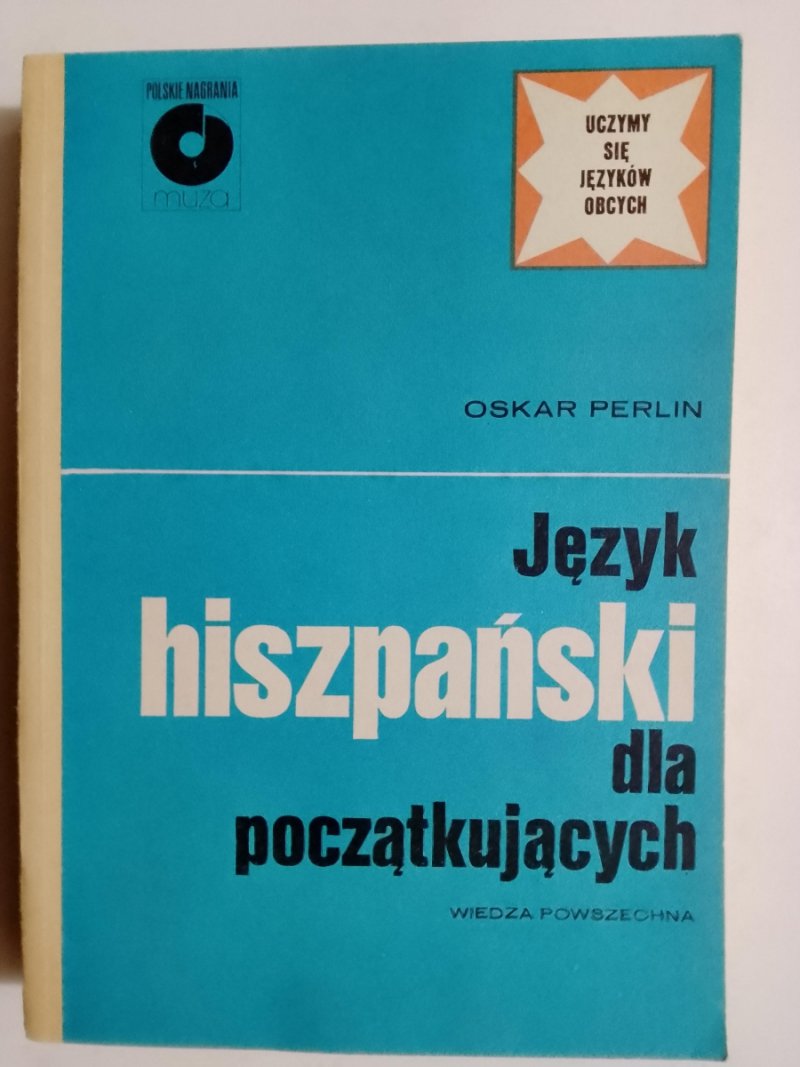 POLSKIE NAGRANIA
muza
UCZYMY
SIĘ
JĘZYKÓW
OBCYCH
OSKAR PERLIN
Język
hiszpański
dla
początkujących
WIEDZA POWSZECHNA